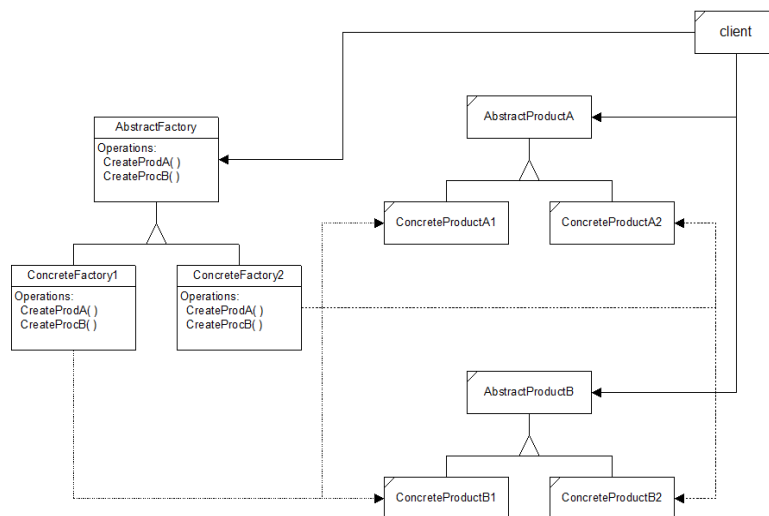 client
AbstractProductA
AbstractFactory
Operations:
CreateProdA( )
CreateProcB( )
ConcreteProductA1
ConcreteProductA2
ConcreteFactory1
Operations:
CreateProdA( )
CreateProcB( )
ConcreteFactory2
Operations:
CreateProdA( )
CreateProcB( )
AbstractProductB
ConcreteProductB1
ConcreteProductB2